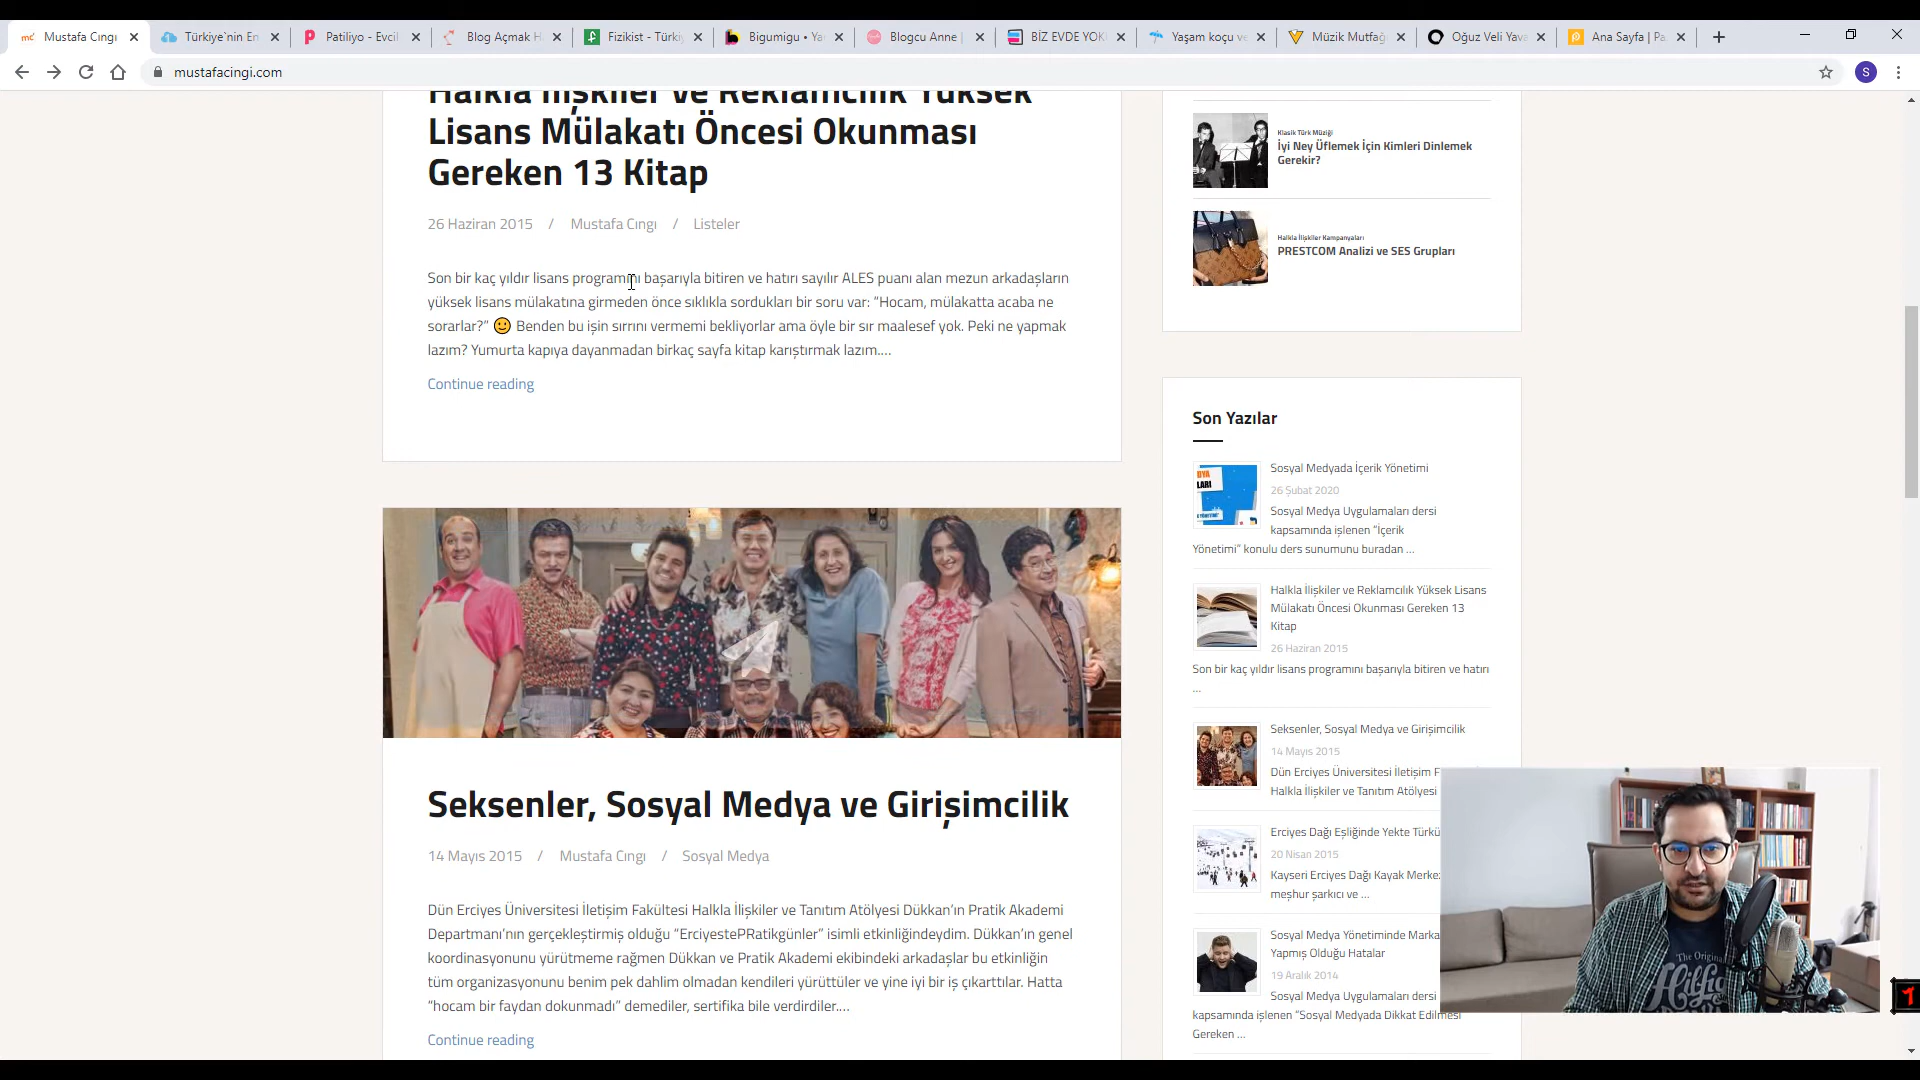 Mustafa Cıngı
Türkiye`nin En
Patiliyo - Evcil
Blog Açmak H
Fizikist - Türki
Bigumigu • Ya
Blogcu Anne |
BİZ EVDE YOK
Yaşam koçu ve
Müzik Mutfağ
Oğuz Veli Yava
Ana Sayfa | Pa
mustafacingi.com
S
Halkla İlişkiler ve Reklamcılık Yüksek
Lisans Mülakatı Öncesi Okunması
Gereken 13 Kitap
26 Haziran 2015 / Mustafa Cıngı / Listeler
Son bir kaç yıldır lisans programını başarıyla bitiren ve hatırı sayılır ALES puanı alan mezun arkadaşların
yüksek lisans mülakatına girmeden önce sıklıkla sordukları bir soru var: “Hocam, mülakatta acaba ne
sorarlar?” 🙂 Benden bu işin sırrını vermemi bekliyorlar ama öyle bir sır maalesef yok. Peki ne yapmak
lazım? Yumurta kapıya dayanmadan birkaç sayfa kitap karıştırmak lazım....
Continue reading
Seksenler, Sosyal Medya ve Girişimcilik
14 Mayıs 2015 / Mustafa Cıngı / Sosyal Medya
Dün Erciyes Üniversitesi İletişim Fakültesi Halkla İlişkiler ve Tanıtım Atölyesi Dükkan’ın Pratik Akademi
Departmanı’nın gerçekleştirmiş olduğu “ErciyestePRatikgünler” isimli etkinliğindeydim. Dükkan’ın genel
koordinasyonunu yürütmeme rağmen Dükkan ve Pratik Akademi ekibindeki arkadaşlar bu etkinliğin
tüm organizasyonunu benim pek dahlim olmadan kendileri yürüttüler ve yine iyi bir iş çıkarttılar. Hatta
“hocam bir faydan dokunmadı” demediler, sertifika bile verdirdiler....
Continue reading
Klasik Türk Müziği
İyi Ney Üflemek İçin Kimleri Dinlemek
Gerekir?
Halkla İlişkiler Kampanyaları
PRESTCOM Analizi ve SES Grupları
Son Yazılar
Sosyal Medyada İçerik Yönetimi
26 Şubat 2020
Sosyal Medya Uygulamaları dersi
kapsamında işlenen “İçerik
Yönetimi” konulu ders sunumunu buradan ...
Halkla İlişkiler ve Reklamcılık Yüksek Lisans
Mülakatı Öncesi Okunması Gereken 13
Kitap
26 Haziran 2015
Son bir kaç yıldır lisans programını başarıyla bitiren ve hatırı
...
Seksenler, Sosyal Medya ve Girişimcilik
14 Mayıs 2015
Dün Erciyes Üniversitesi İletişim F
Halkla İlişkiler ve Tanıtım Atölyesi
Erciyes Dağı Eşliğinde Yekte Türkü
20 Nisan 2015
Kayseri Erciyes Dağı Kayak Merkez
meşhur şarkıcı ve ...
Sosyal Medya Yönetiminde Marka
Yapmış Olduğu Hatalar
19 Aralık 2014
Sosyal Medya Uygulamaları dersi
kapsamında işlenen “Sosyal Medyada Dikkat Edilmesi
Gereken ...
The Original
Hilfig